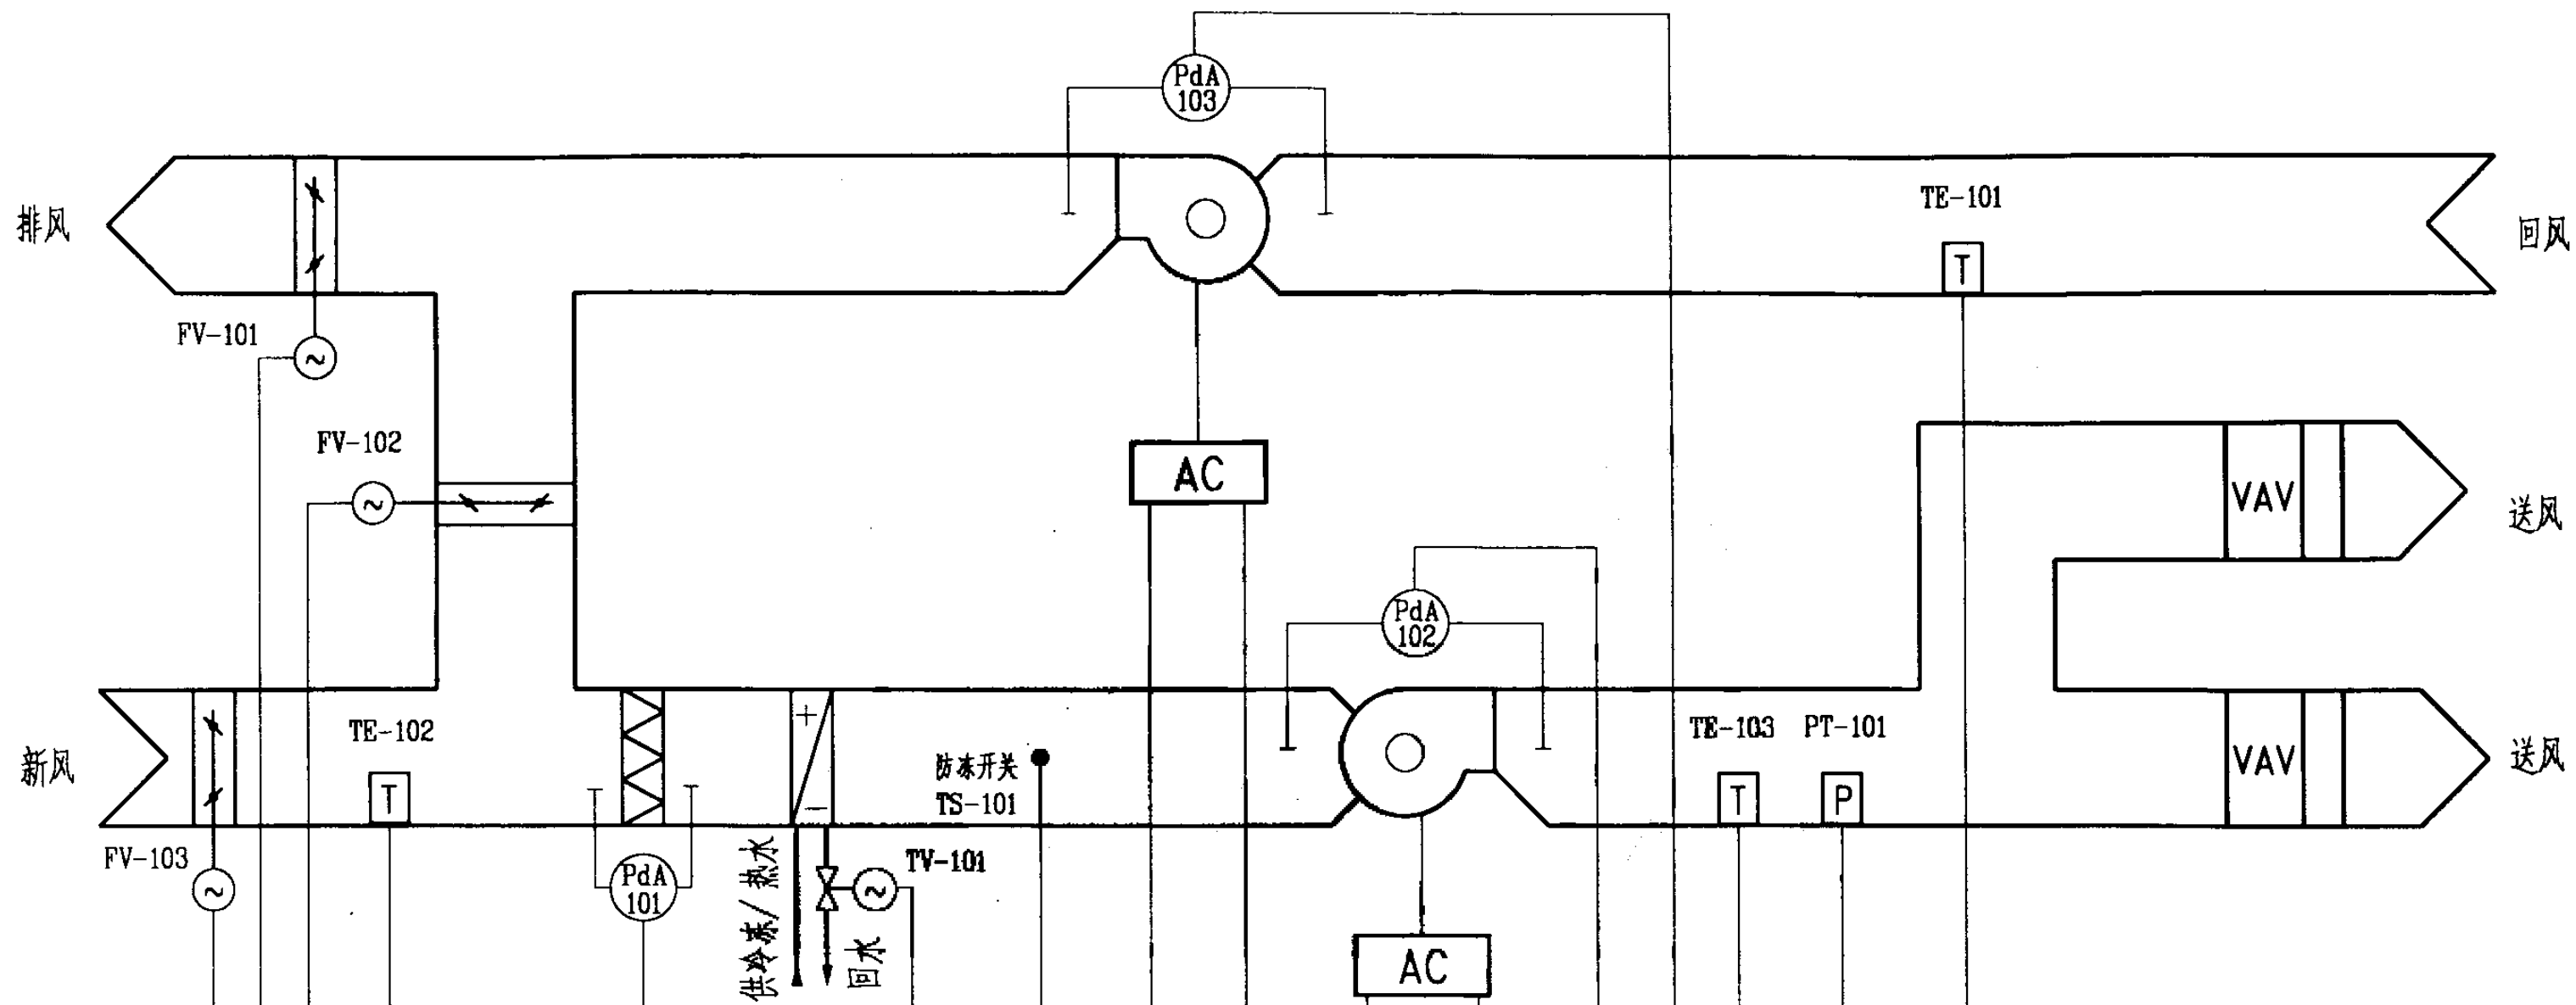 PdA
103
TE-101
T
排风
回风
FV-101
~
FV-102
~
AC
VAV
送风
PdA
102
TE-102
T
新风
+
-
防冻开关
TS-101
TE-103
PT-101
T
P
VAV
送风
FV-103
~
PdA
101
供冷冻/热水
回水
TV-101
~
AC